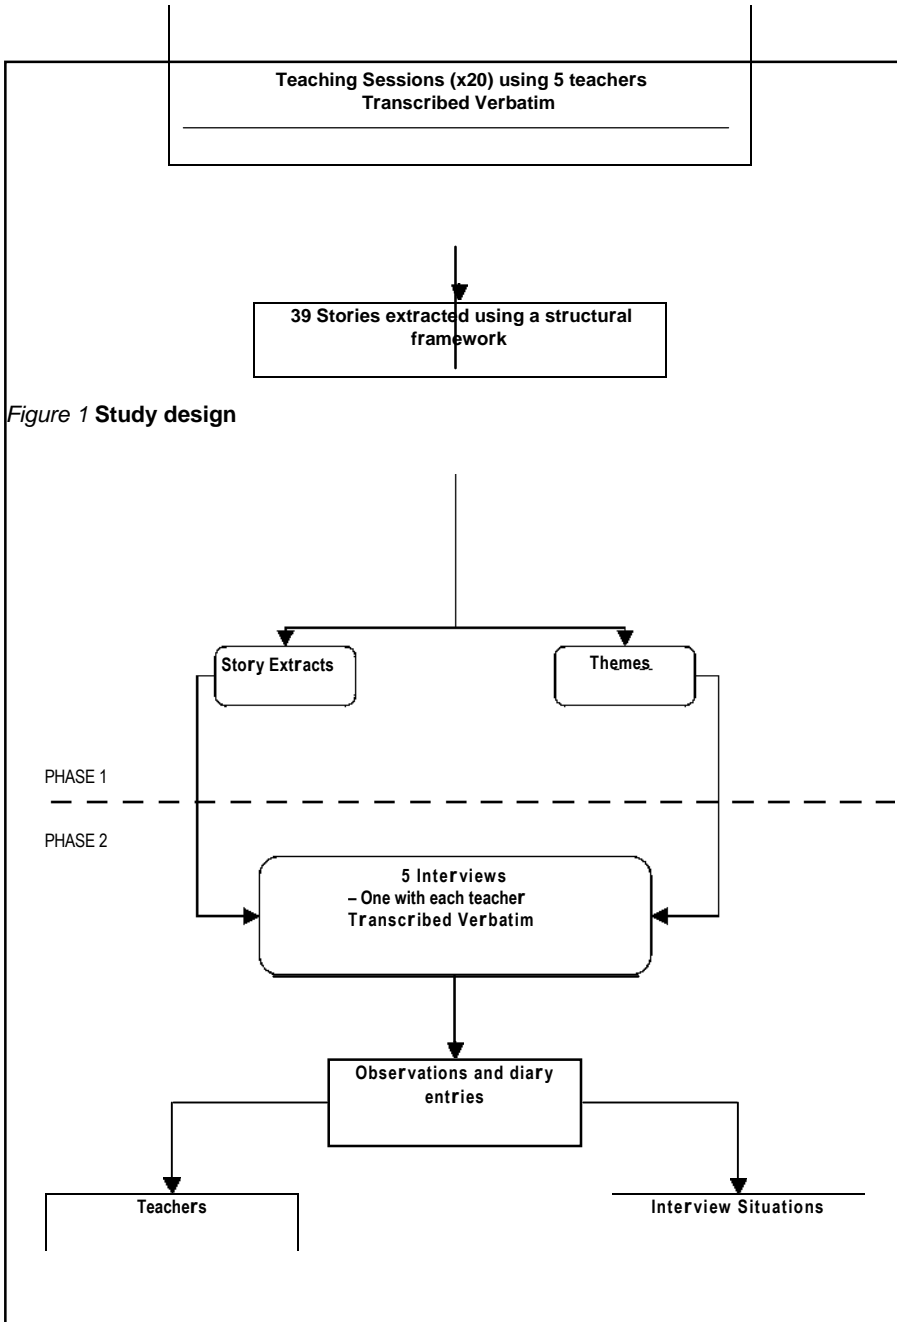 Teaching Sessions (x20) using 5 teachers
Transcribed Verbatim
39 Stories extracted using a structural
framework
Figure 1 Study design
Story Extracts
Themes
PHASE 1
PHASE 2
5 Interviews
– One with each teacher
Transcribed Verbatim
Observations and diary
entries
Teachers
Interview Situations